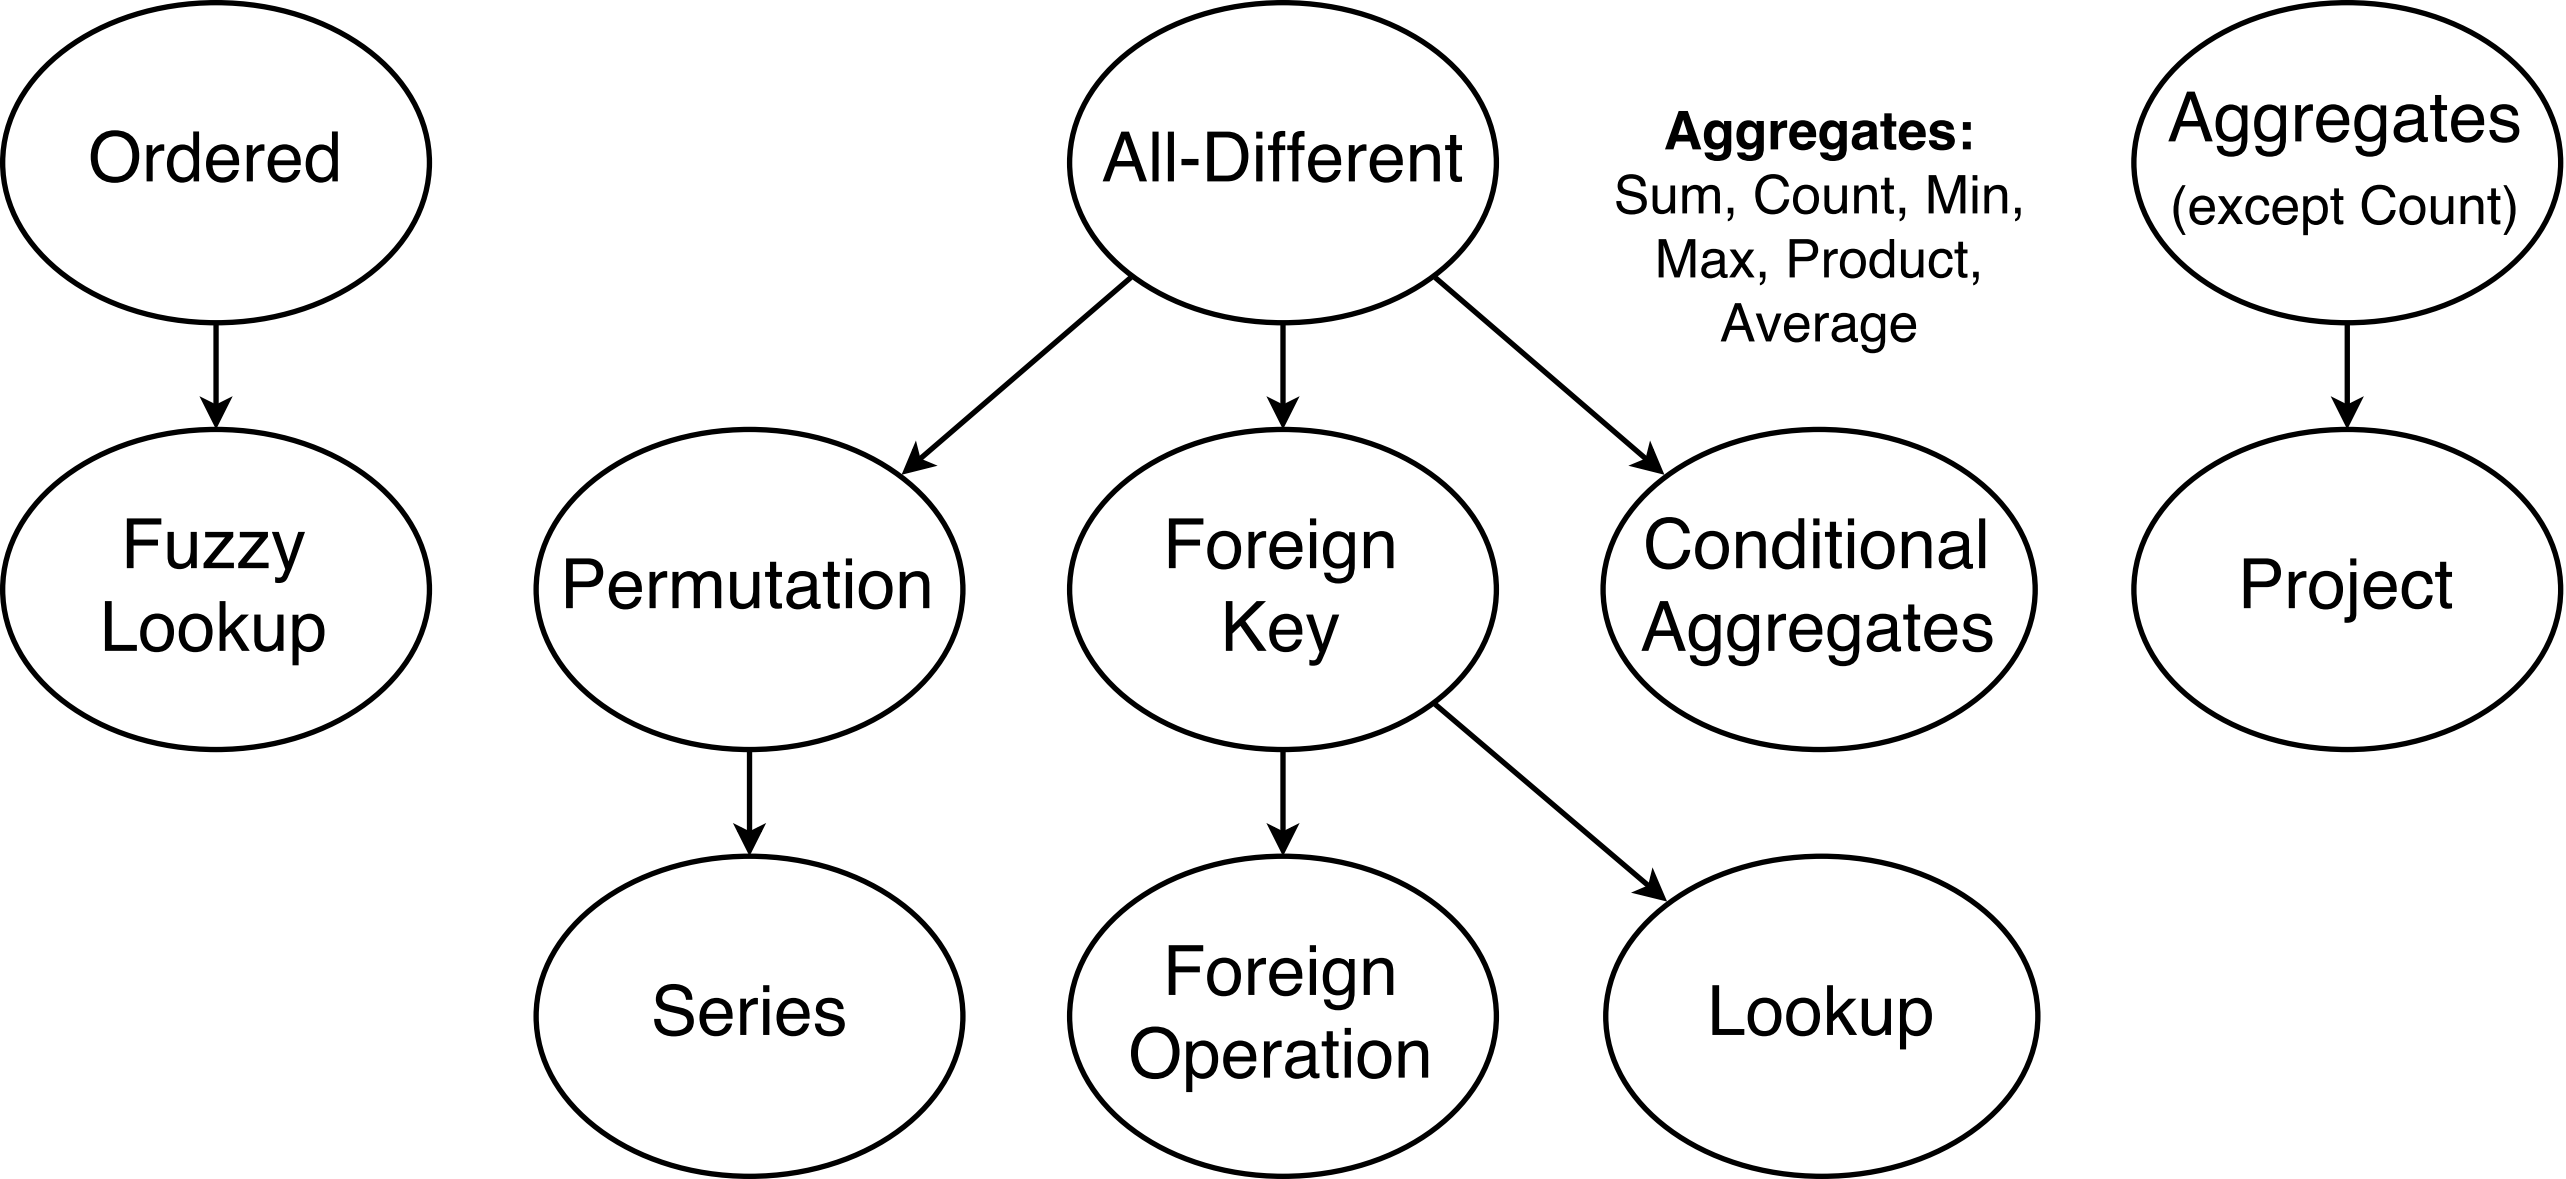 Ordered
All-Different
Aggregates:
Sum, Count, Min,
Max, Product,
Average
Aggregates
(except Count)
Fuzzy
Lookup
Permutation
Foreign
Key
Conditional
Aggregates
Project
Series
Foreign
Operation
Lookup